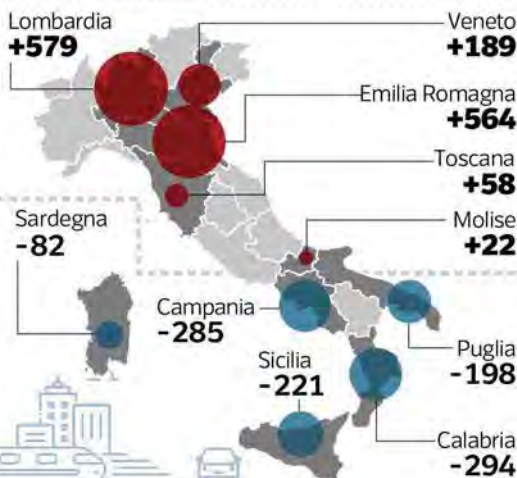 Lombardia
+579
Veneto
+189
Emilia Romagna
+564
Toscana
+58
Molise
+22
Sardegna
-82
Campania
-285
Puglia
-198
Sicilia
-221
Calabria
-294